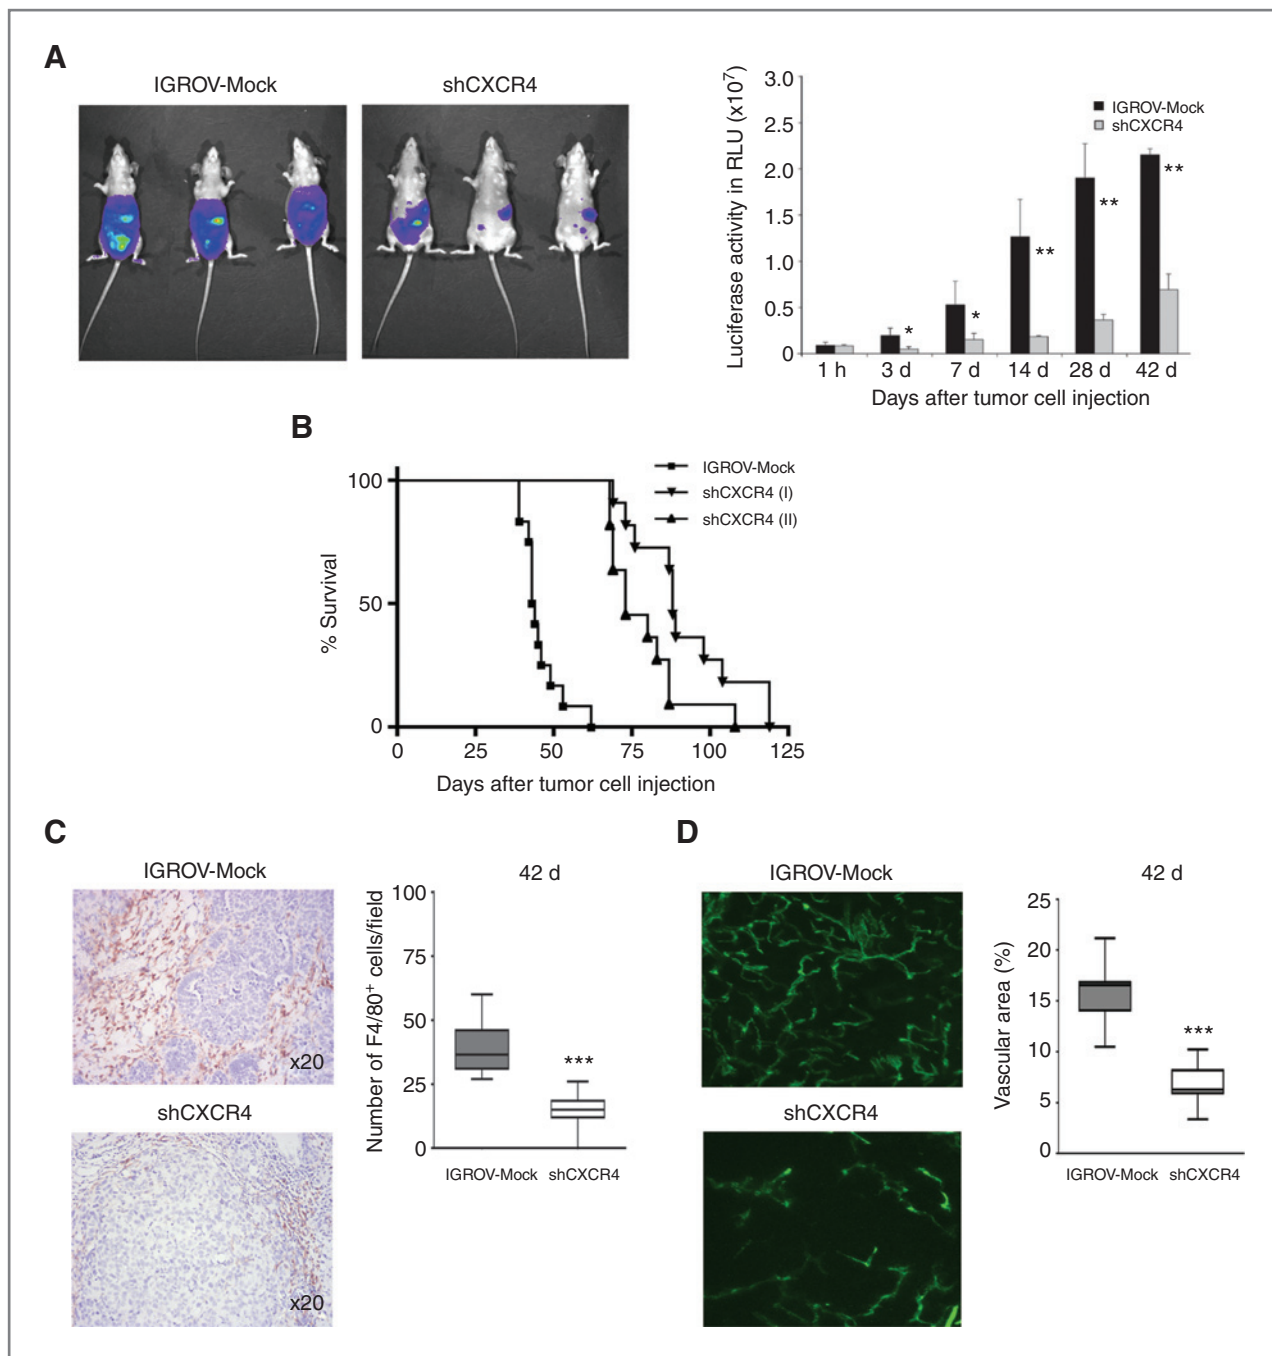 A
IGROV-Mock
shCXCR4
Luciferase activity in RLU (x10⁷)
3.0
2.5
2.0
1.5
1.0
0.5
0
IGROV-Mock
shCXCR4
*
*
**
**
**
1 h
3 d
7 d
14 d
28 d
42 d
Days after tumor cell injection
B
% Survival
100
50
0
IGROV-Mock
shCXCR4 (I)
shCXCR4 (II)
0
25
50
75
100
125
Days after tumor cell injection
C
IGROV-Mock
x20
shCXCR4
x20
42 d
Number of F4/80⁺ cells/field
100
75
50
25
0
***
IGROV-Mock
shCXCR4
D
IGROV-Mock
shCXCR4
42 d
Vascular area (%)
25
20
15
10
5
0
***
IGROV-Mock
shCXCR4